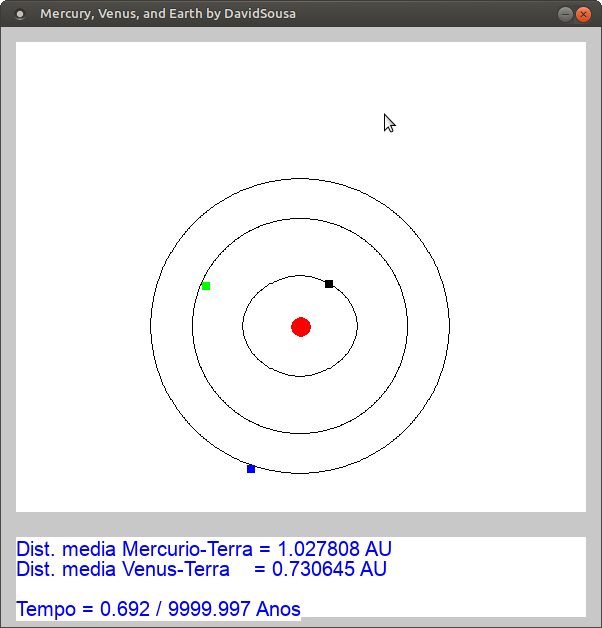 Mercury, Venus, and Earth by DavidSousa
Dist. media Mercurio-Terra = 1.027808 AU
Dist. media Venus-Terra = 0.730645 AU
Tempo = 0.692 / 9999.997 Anos